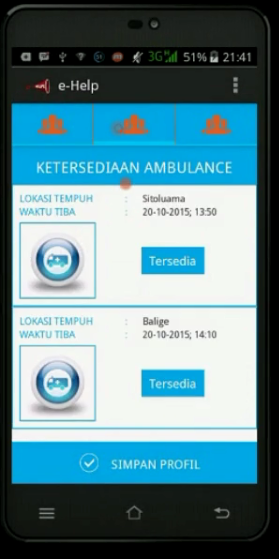 3G 51% 21:41
e-Help
KETERSEDIAAN AMBULANCE
LOKASI TEMPUH : Sitoluama
WAKTU TIBA : 20-10-2015; 13:50
Tersedia
LOKASI TEMPUH : Balige
WAKTU TIBA : 20-10-2015; 14:10
Tersedia
SIMPAN PROFIL